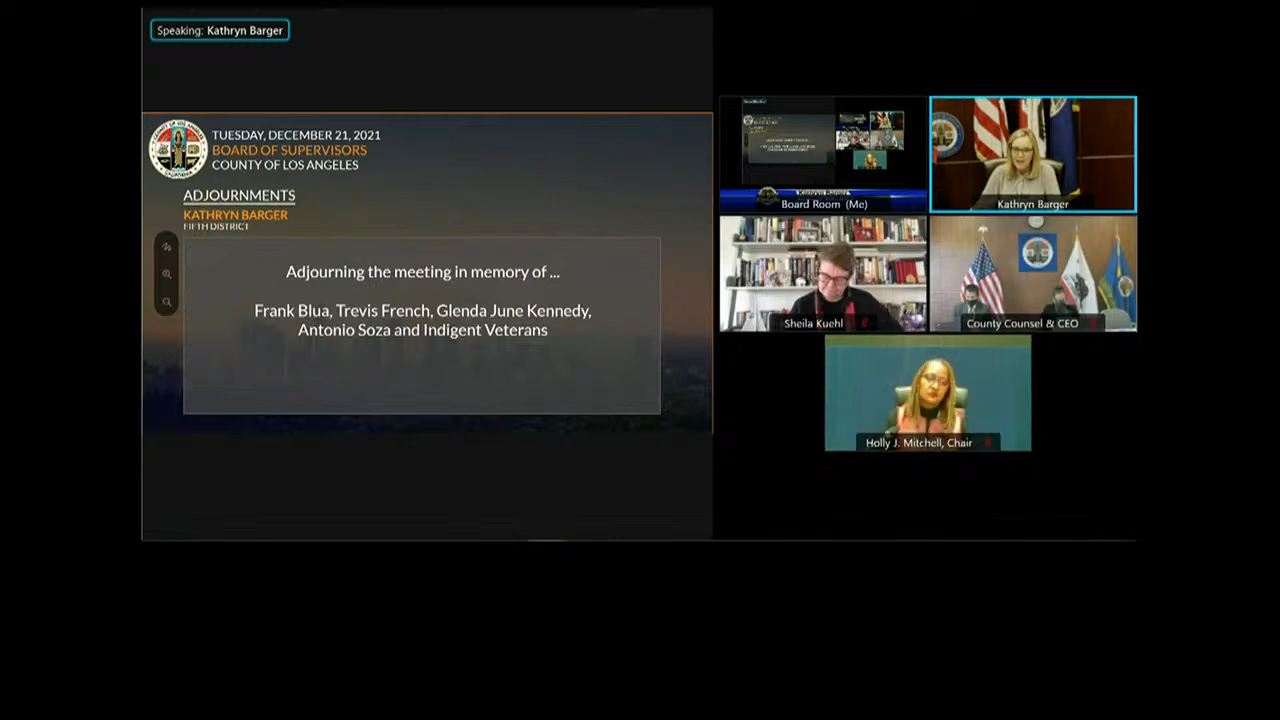 Speaking: Kathryn Barger
TUESDAY, DECEMBER 21, 2021
BOARD OF SUPERVISORS
COUNTY OF LOS ANGELES
ADJOURNMENTS
KATHRYN BARGER
FIFTH DISTRICT
Adjourning the meeting in memory of ...
Frank Blua, Trevis French, Glenda June Kennedy,
Antonio Soza and Indigent Veterans
Kathryn Barger
Board Room (Me)
Kathryn Barger
Sheila Kuehl
County Counsel & CEO
Holly J. Mitchell, Chair